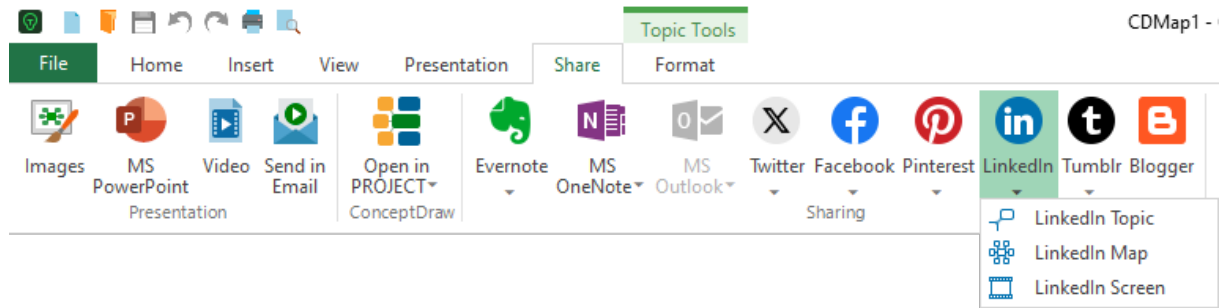 Topic Tools
CDMap1 -
File Home Insert View Presentation Share Format
P N O X f in t B
Images MS PowerPoint Video Send in Email Open in PROJECT Evernote MS OneNote MS Outlook Twitter Facebook Pinterest LinkedIn Tumblr Blogger
Presentation ConceptDraw Sharing
LinkedIn Topic
LinkedIn Map
LinkedIn Screen